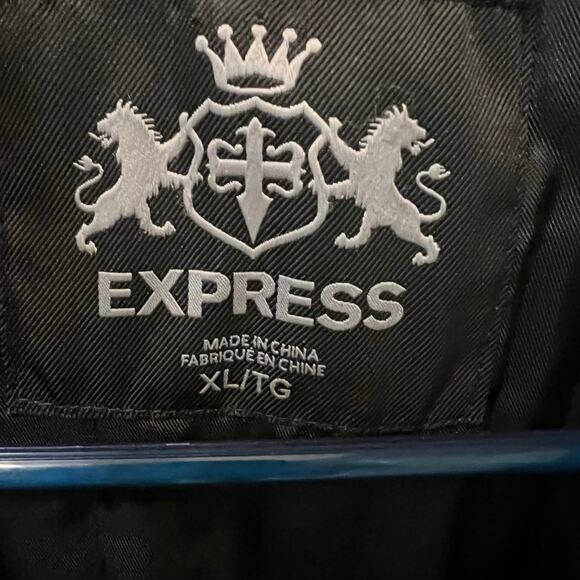 EXPRESS
MADE IN CHINA
FABRIQUÉ EN CHINE
XL/TG